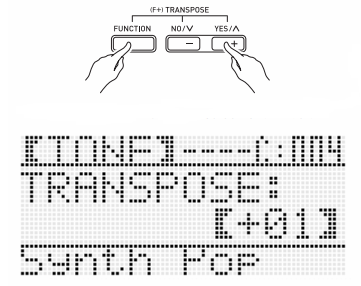 (F+) TRANSPOSE
FUNCTION NO/∨ YES/∧
− +
【TONE】----C:004
TRANSPOSE:
【+01】
Synth Pop